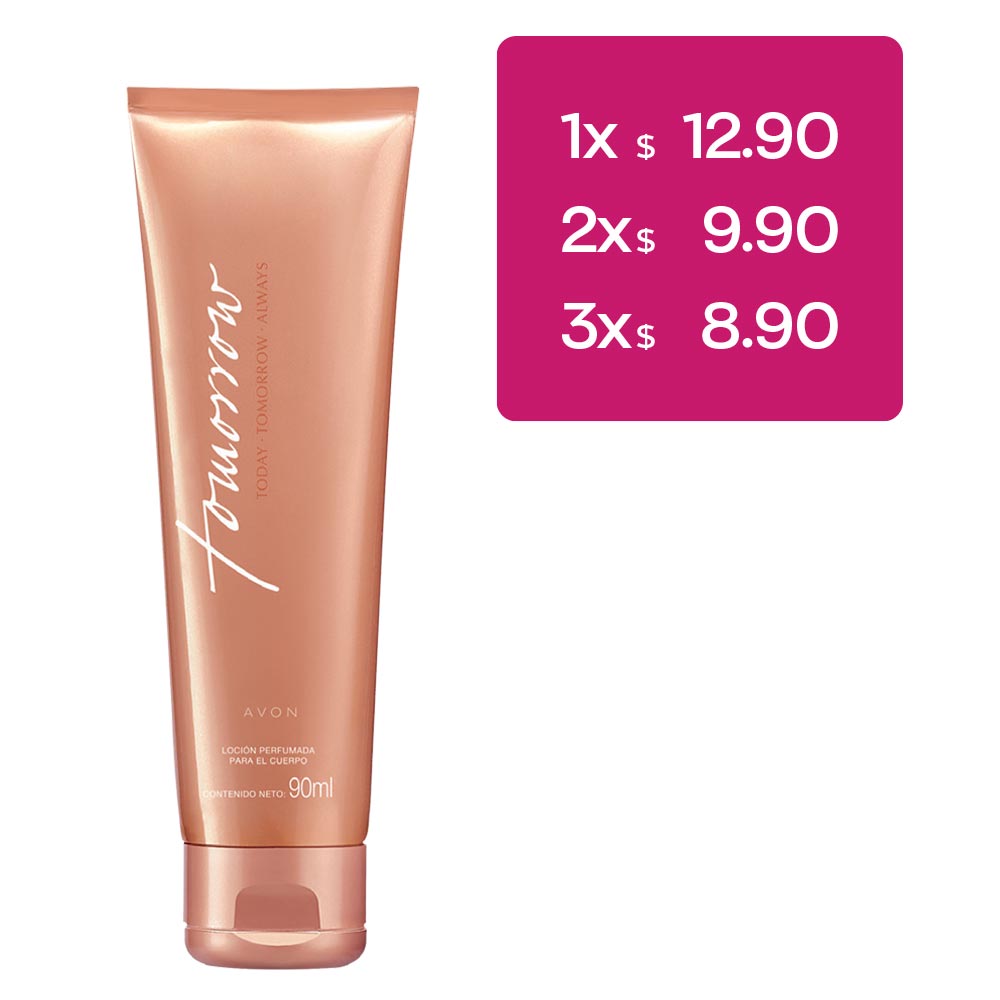 tomorrow
TODAY · TOMORROW · ALWAYS
AVON
LOCIÓN PERFUMADA
PARA EL CUERPO
CONTENIDO NETO: 90ml
1x $ 12.90
2x $ 9.90
3x $ 8.90